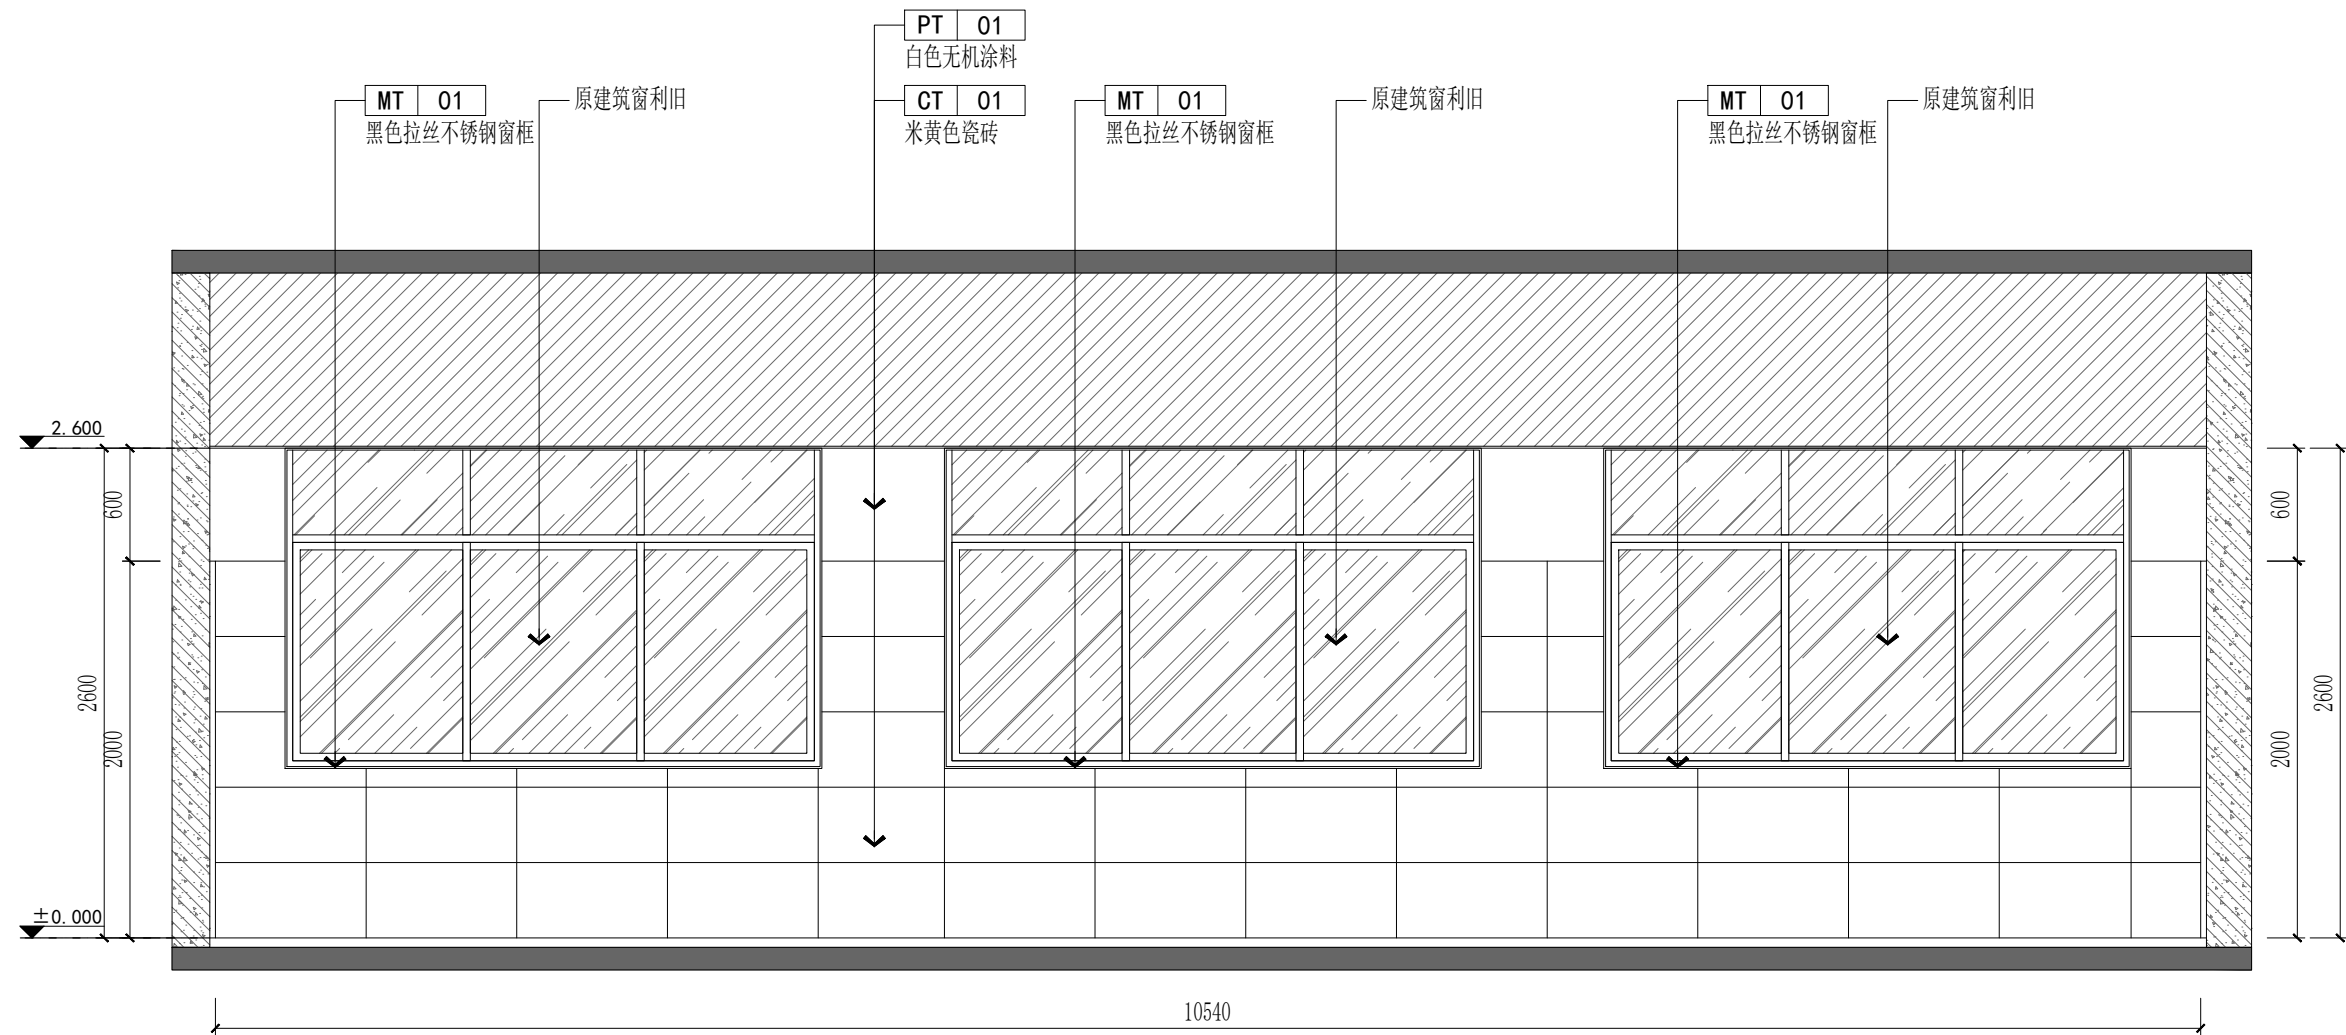 PT 01
白色无机涂料
MT 01
黑色拉丝不锈钢窗框
原建筑窗利旧
CT 01
米黄色瓷砖
MT 01
黑色拉丝不锈钢窗框
原建筑窗利旧
MT 01
黑色拉丝不锈钢窗框
原建筑窗利旧
2.600
600
600
2600
2000
2000
2600
±0.000
10540